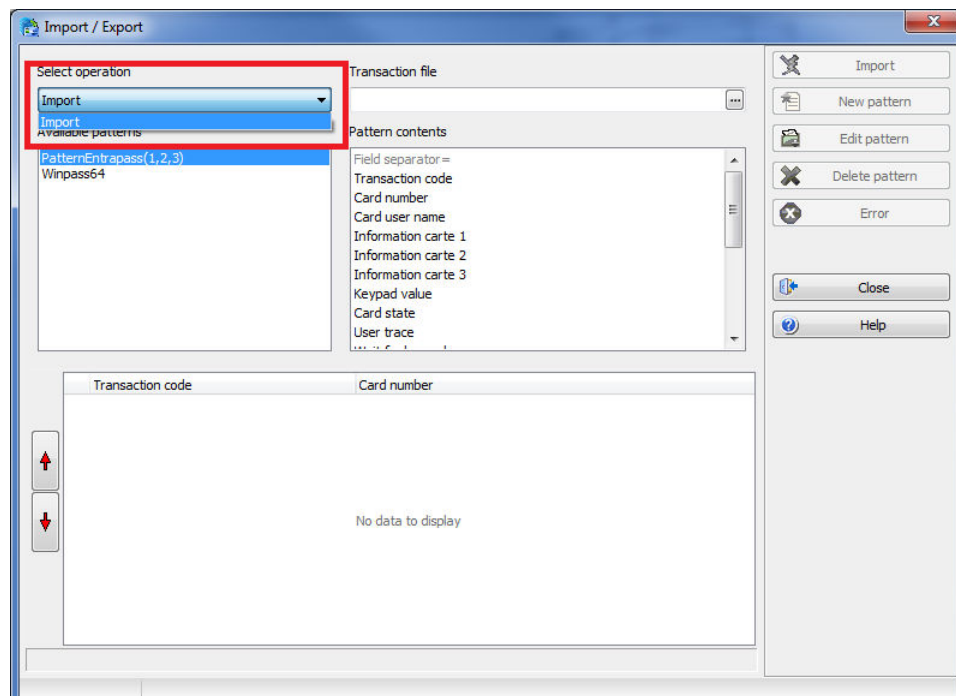 Import / Export
Select operation
Import
Import
Available patterns
PatternEntrapass(1,2,3)
Winpass64
Transaction file
...
Pattern contents
Field separator=
Transaction code
Card number
Card user name
Information carte 1
Information carte 2
Information carte 3
Keypad value
Card state
User trace
Import
New pattern
Edit pattern
Delete pattern
Error
Close
Help
Transaction code
Card number
No data to display